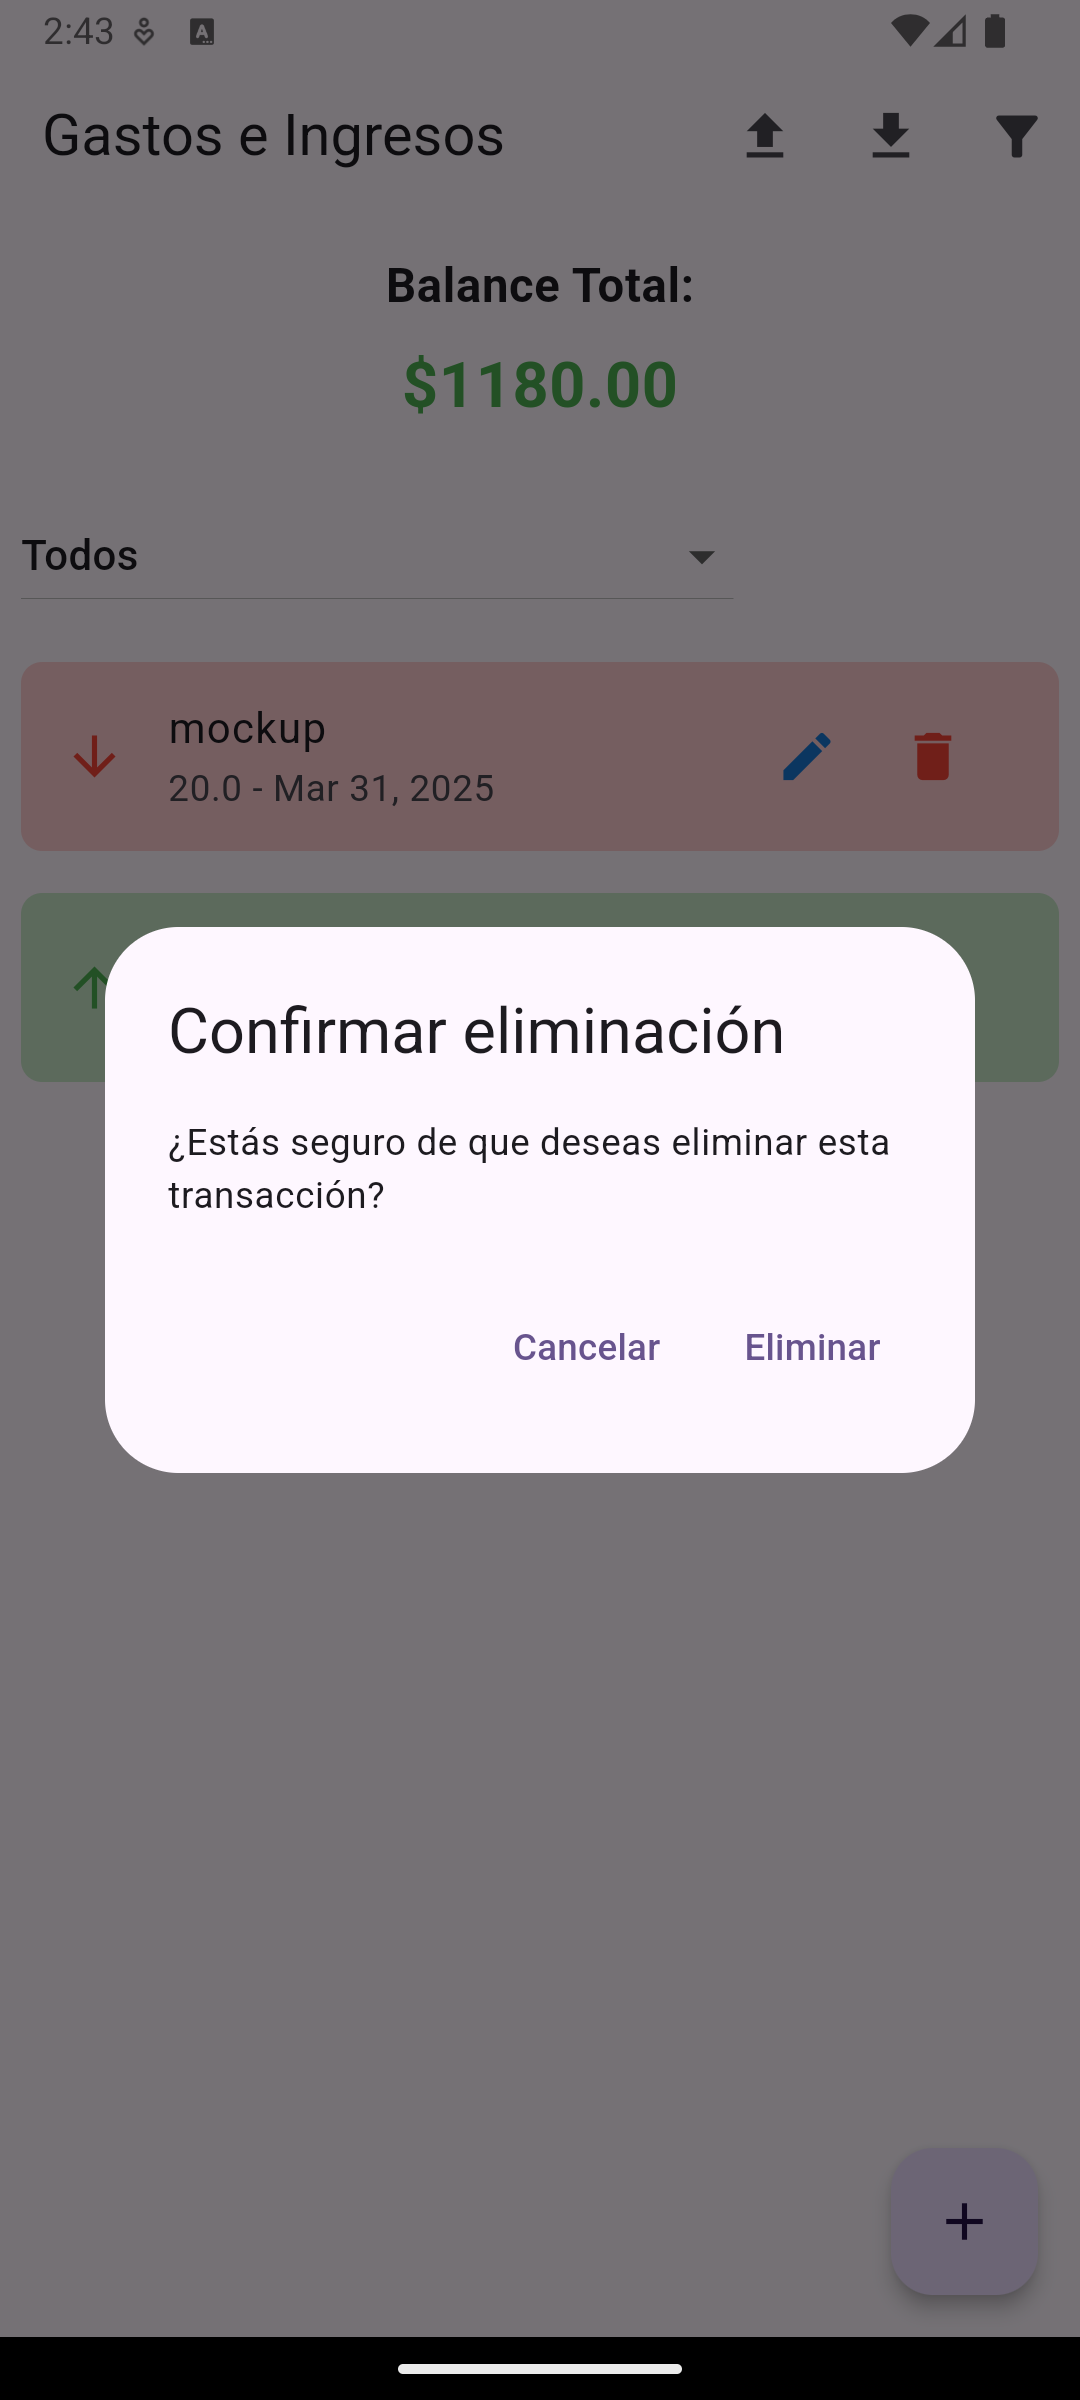 2:43
Gastos e Ingresos
Balance Total:
$1180.00
Todos
mockup
20.0 - Mar 31, 2025
Confirmar eliminación
¿Estás seguro de que deseas eliminar esta
transacción?
Cancelar Eliminar